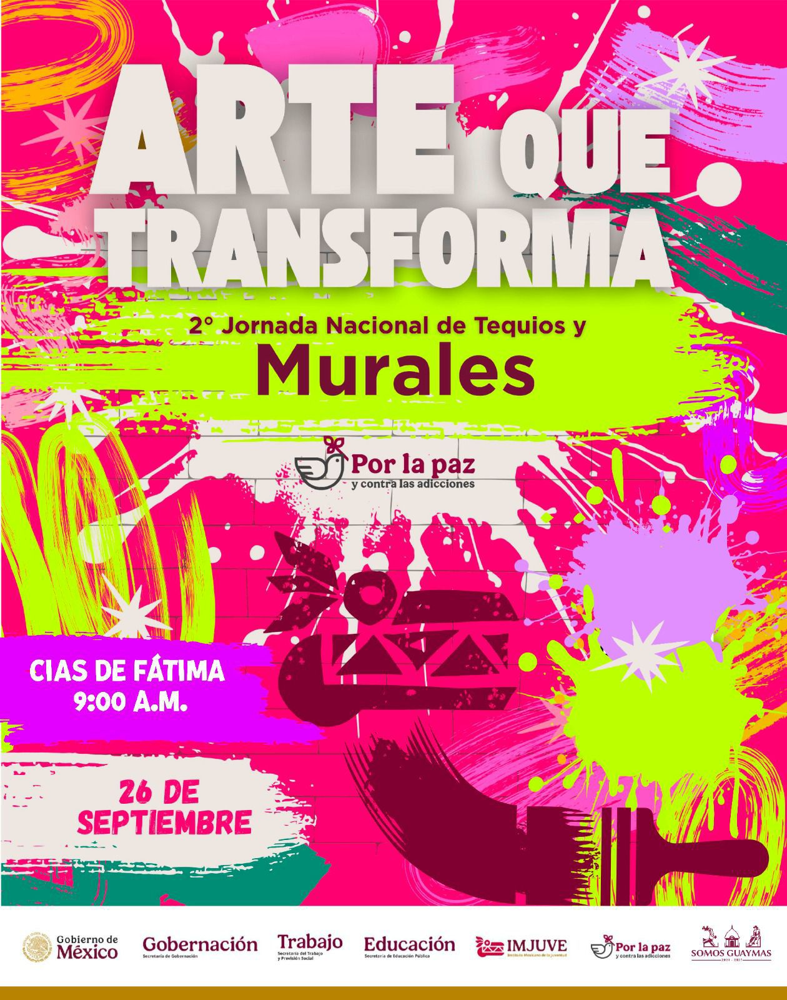 ARTE QUE
TRANSFORMA
2° Jornada Nacional de Tequios y
Murales
Por la paz
y contra las adicciones
CIAS DE FÁTIMA
9:00 A.M.
26 DE
SEPTIEMBRE
Gobierno de
México
Gobernación
Secretaría de Gobernación
Trabajo
Secretaría del Trabajo
y Previsión Social
Educación
Secretaría de Educación Pública
IMJUVE
Instituto Mexicano de la Juventud
Por la paz
y contra las adicciones
SOMOS GUAYMAS
2024 - 2027